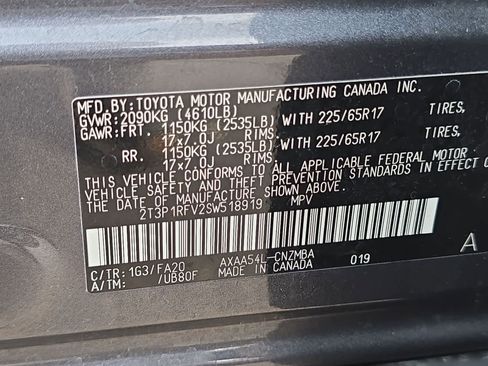 MFD.BY:TOYOTA MOTOR MANUFACTURING CANADA INC.
GVWR:2090KG (4610LB)
GAWR:FRT. 1150KG (2535LB) WITH 225/65R17 TIRES,
17x7.0J RIMS.
RR. 1150KG (2535LB) WITH 225/65R17 TIRES,
17x7.0J RIMS.
THIS VEHICLE CONFORMS TO ALL APPLICABLE FEDERAL MOTOR
VEHICLE SAFETY STANDARDS IN EFFECT ON THE DATE OF
MANUFACTURE SHOWN ABOVE.
2T3P1RFV2SW518919 MPV
C/TR: 1G3/FA20 AXAA54L-CNZMBA 019 A
A/TM: /UB80F MADE IN CANADA